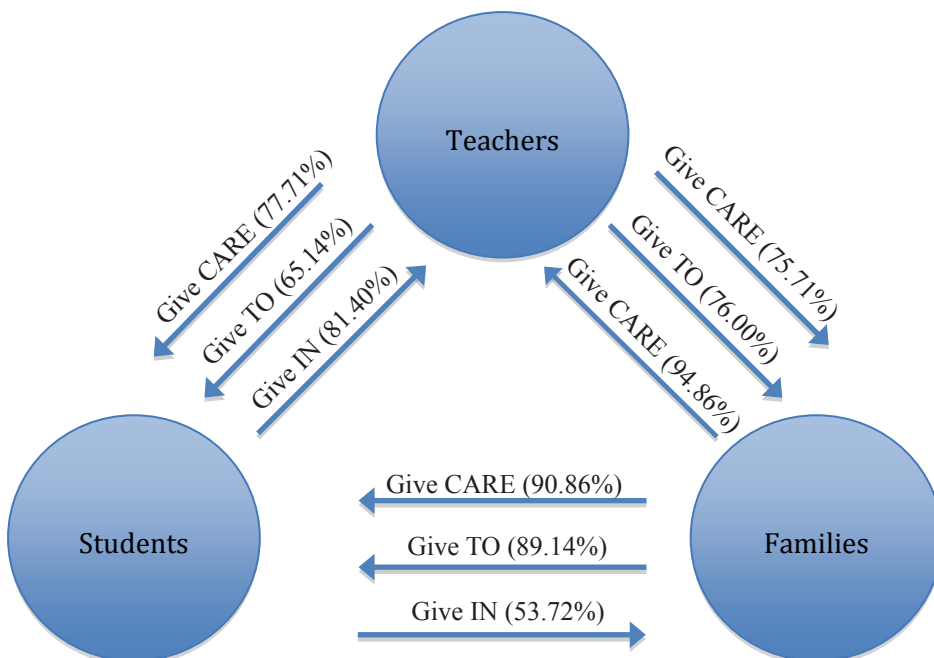 Teachers
Give CARE (77.71%)
Give TO (65.14%)
Give IN (81.40%)
Give CARE (75.71%)
Give TO (76.00%)
Give CARE (94.86%)
Students
Give CARE (90.86%)
Give TO (89.14%)
Give IN (53.72%)
Families